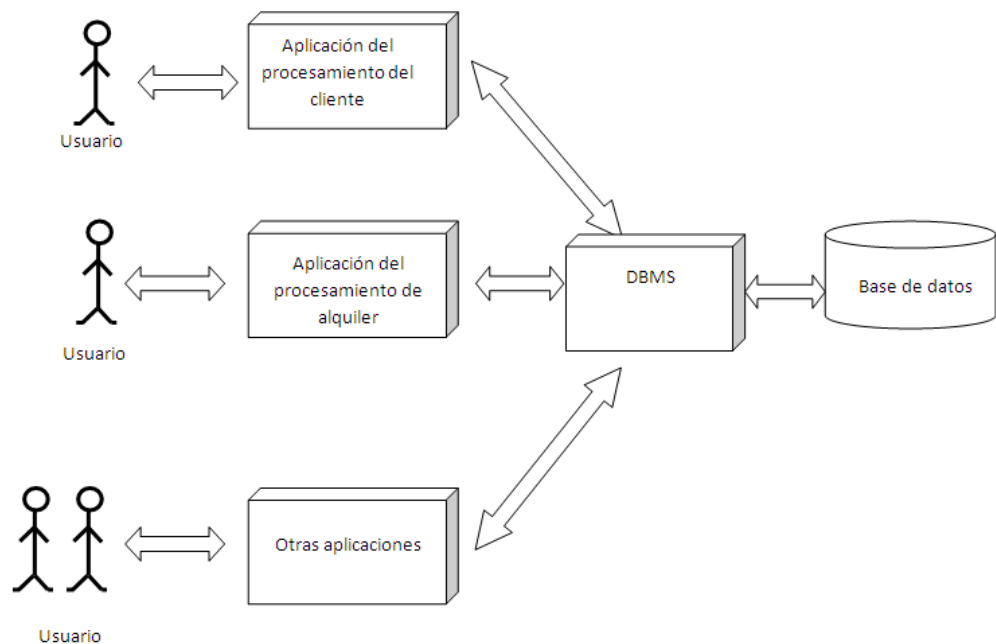 Aplicación del
procesamiento del
cliente
Usuario
Aplicación del
procesamiento de
alquiler
Usuario
DBMS
Base de datos
Otras aplicaciones
Usuario